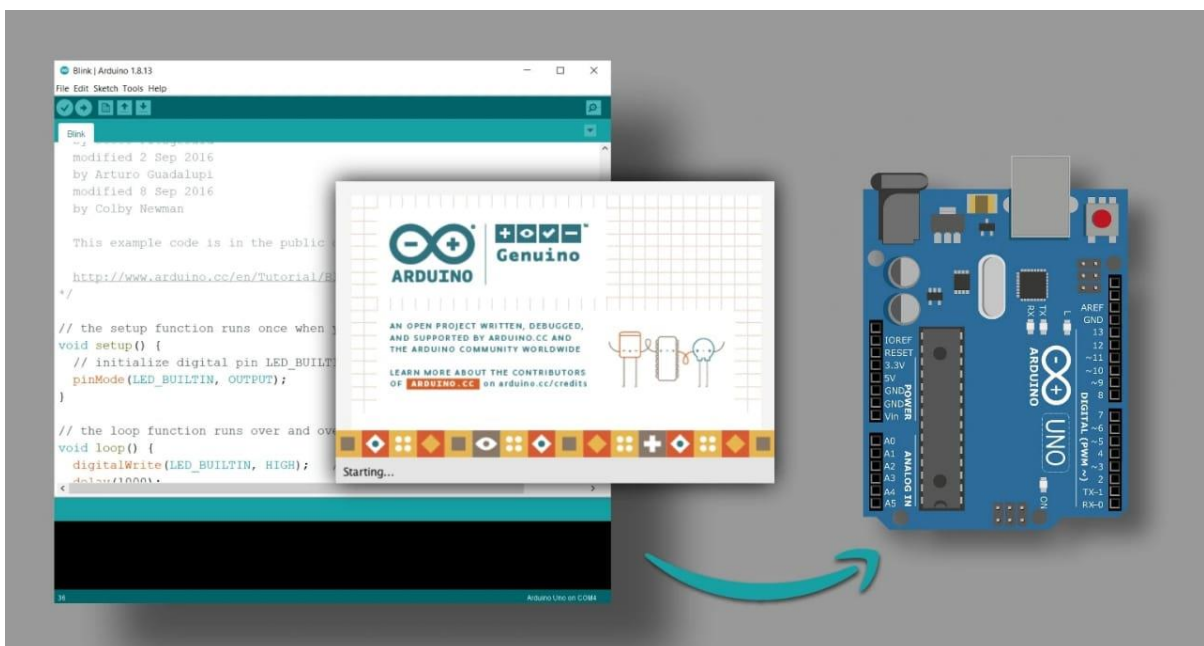 Blink | Arduino 1.8.13
File Edit Sketch Tools Help
Blink
modified 2 Sep 2016
by Arturo Guadalupi
modified 8 Sep 2016
by Colby Newman
This example code is in the public
http://www.arduino.cc/en/Tutorial/
*/
// the setup function runs once when
void setup() {
// initialize digital pin LED_BUILT
pinMode(LED_BUILTIN, OUTPUT);
}
// the loop function runs over and ov
void loop() {
digitalWrite(LED_BUILTIN, HIGH);
delay(1000);
36
Arduino Uno on COM4
ARDUINO
Genuino
AN OPEN PROJECT WRITTEN, DEBUGGED,
AND SUPPORTED BY ARDUINO.CC AND
THE ARDUINO COMMUNITY WORLDWIDE
LEARN MORE ABOUT THE CONTRIBUTORS
OF ARDUINO.CC on arduino.cc/credits
Starting...
IOREF
RESET
3.3V
5V
GND
GND
Vin
POWER
A0
A1
A2
A3
A4
A5
ANALOG IN
RX
TX
L
ARDUINO
UNO
ON
AREF
GND
13
12
~11
~10
~9
8
7
~6
~5
4
~3
2
TX-1
RX-0
DIGITAL (PWM ~)